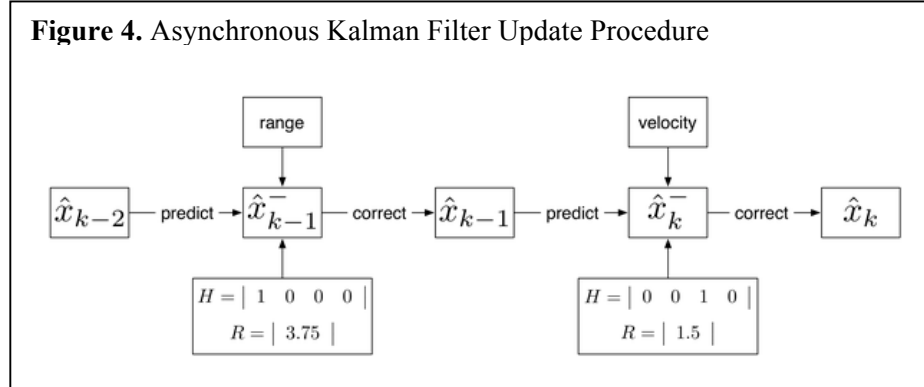 Figure 4. Asynchronous Kalman Filter Update Procedure
range
velocity
x̂ₖ₋₂ predict x̂⁻ₖ₋₁ correct x̂ₖ₋₁ predict x̂⁻ₖ correct x̂ₖ
H = | 1 0 0 0 |
R = | 3.75 |
H = | 0 0 1 0 |
R = | 1.5 |